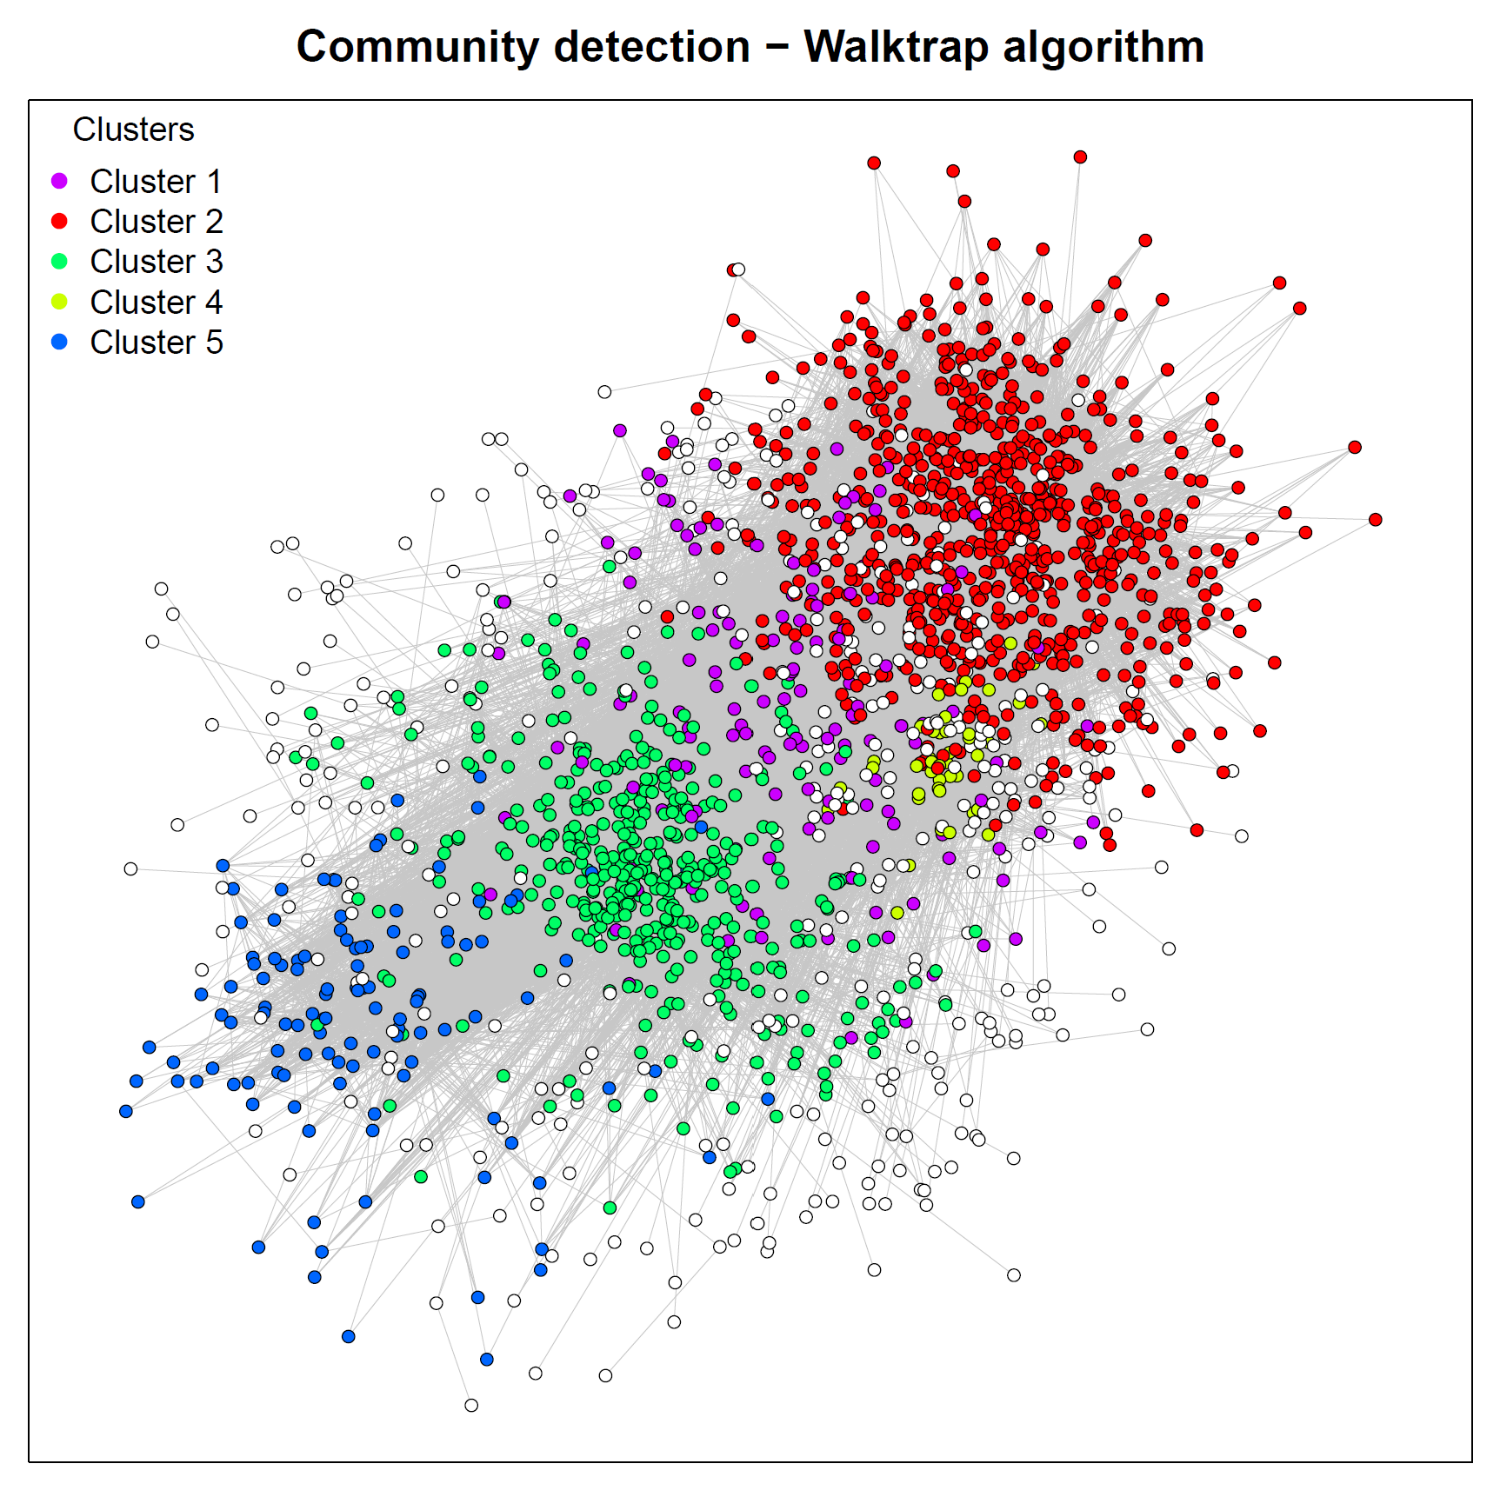 Community detection − Walktrap algorithm
Clusters
Cluster 1
Cluster 2
Cluster 3
Cluster 4
Cluster 5